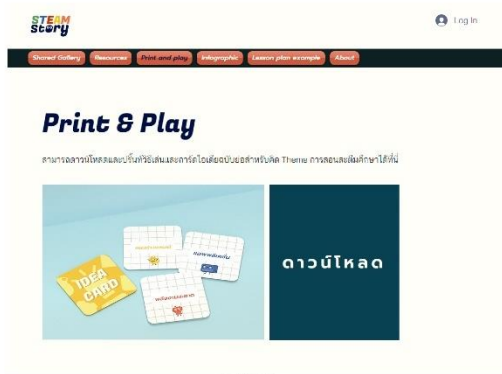 STEAM
Story
Log In
Shared Gallery
Resources
Print and play
Infographic
Lesson plan example
About
Print & Play
สามารถดาวน์โหลดและปริ้นท์วิธีเล่นและการ์ดไอเดียฉบับย่อสำหรับคิด Theme การสอนสะตีมศึกษาได้ที่นี่
IDEA
CARD
ดาวน์โหลด